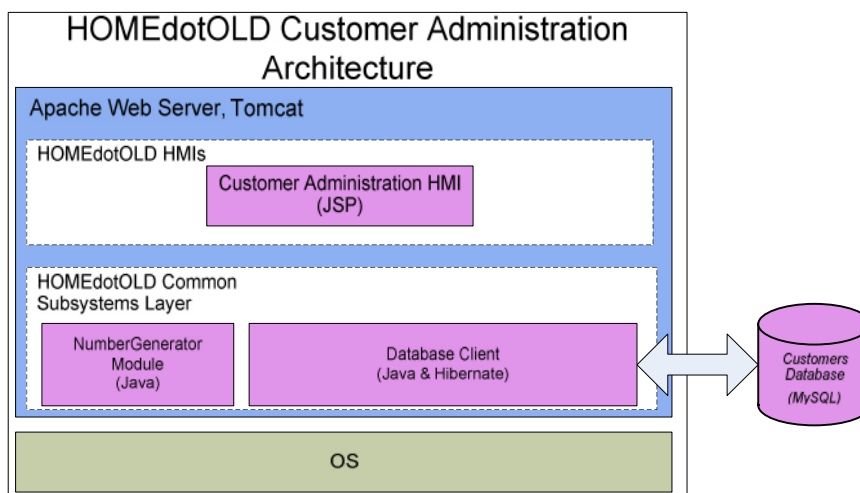 HOMEdotOLD Customer Administration
Architecture
Apache Web Server, Tomcat
HOMEdotOLD HMIs
Customer Administration HMI
(JSP)
HOMEdotOLD Common
Subsystems Layer
NumberGenerator
Module
(Java)
Database Client
(Java & Hibernate)
Customers
Database
(MySQL)
OS